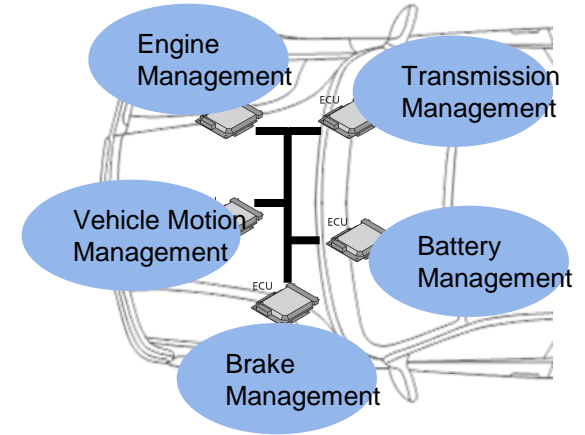 Engine
Management
ECU
Transmission
Management
Vehicle Motion
Management
ECU
Battery
Management
ECU
Brake
Management